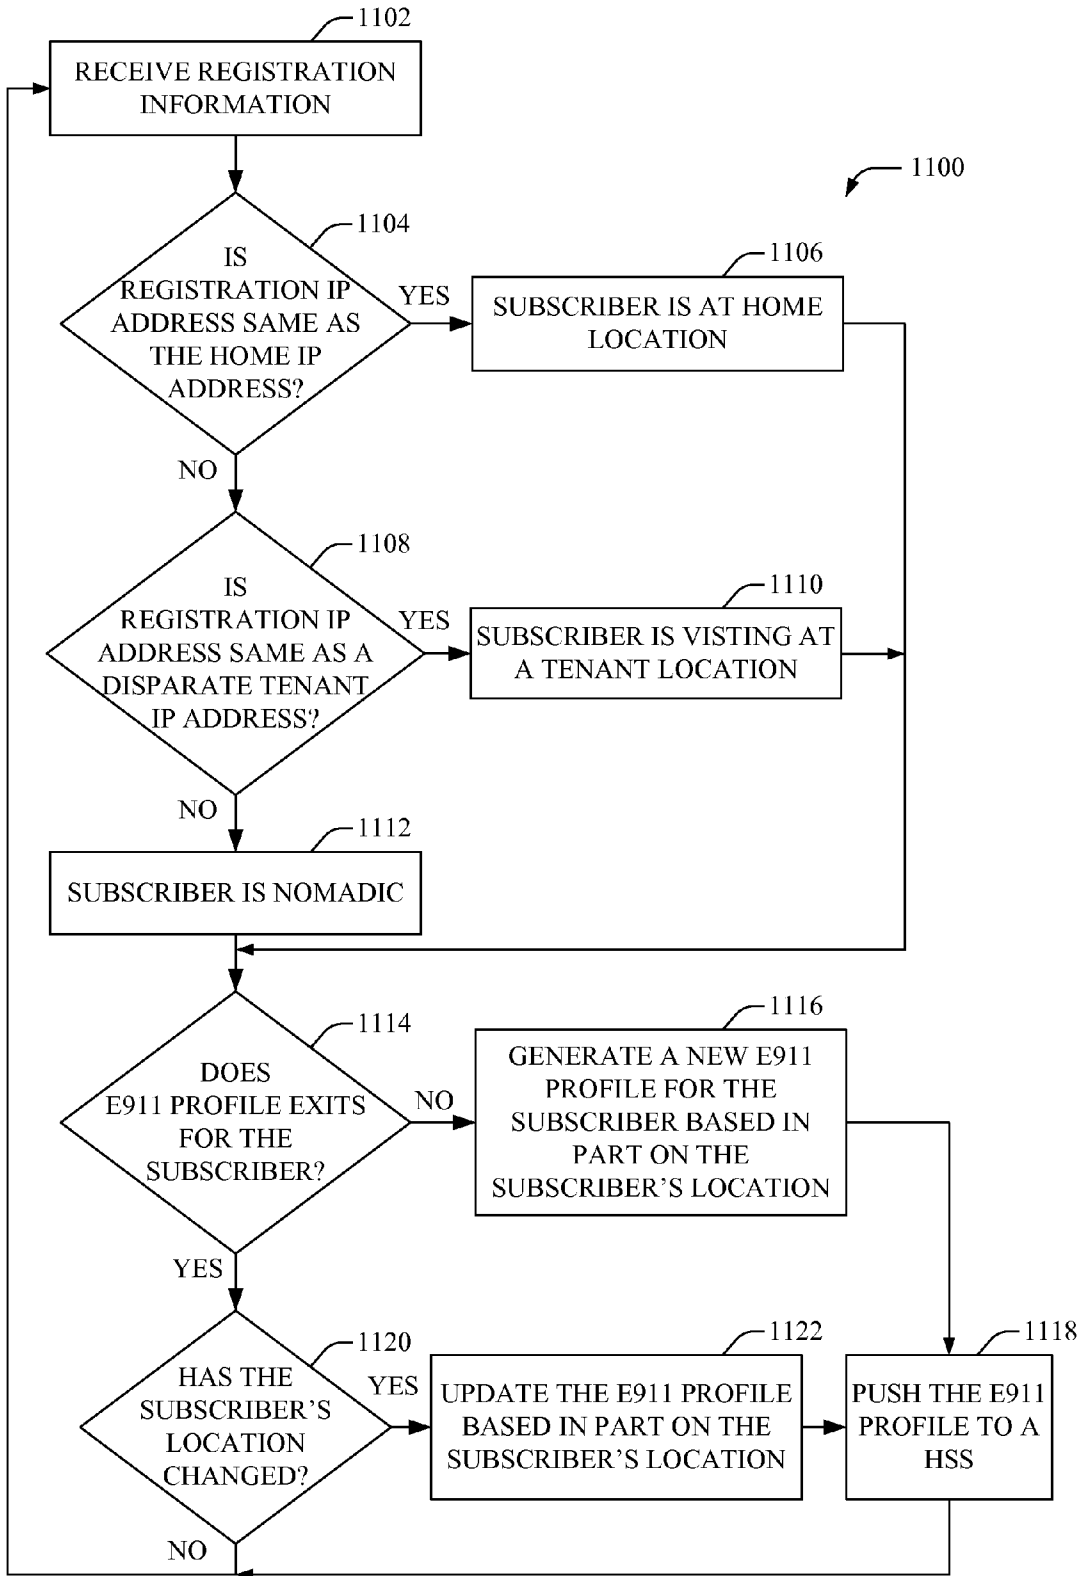 1102
RECEIVE REGISTRATION
INFORMATION
1100
1104
IS
REGISTRATION IP
ADDRESS SAME AS
THE HOME IP
ADDRESS?
YES
1106
SUBSCRIBER IS AT HOME
LOCATION
NO
1108
IS
REGISTRATION IP
ADDRESS SAME AS A
DISPARATE TENANT
IP ADDRESS?
YES
1110
SUBSCRIBER IS VISTING AT
A TENANT LOCATION
NO
1112
SUBSCRIBER IS NOMADIC
1114
DOES
E911 PROFILE EXITS
FOR THE
SUBSCRIBER?
NO
1116
GENERATE A NEW E911
PROFILE FOR THE
SUBSCRIBER BASED IN
PART ON THE
SUBSCRIBER'S LOCATION
YES
1120
HAS THE
SUBSCRIBER'S
LOCATION
CHANGED?
YES
1122
UPDATE THE E911 PROFILE
BASED IN PART ON THE
SUBSCRIBER'S LOCATION
1118
PUSH THE E911
PROFILE TO A
HSS
NO